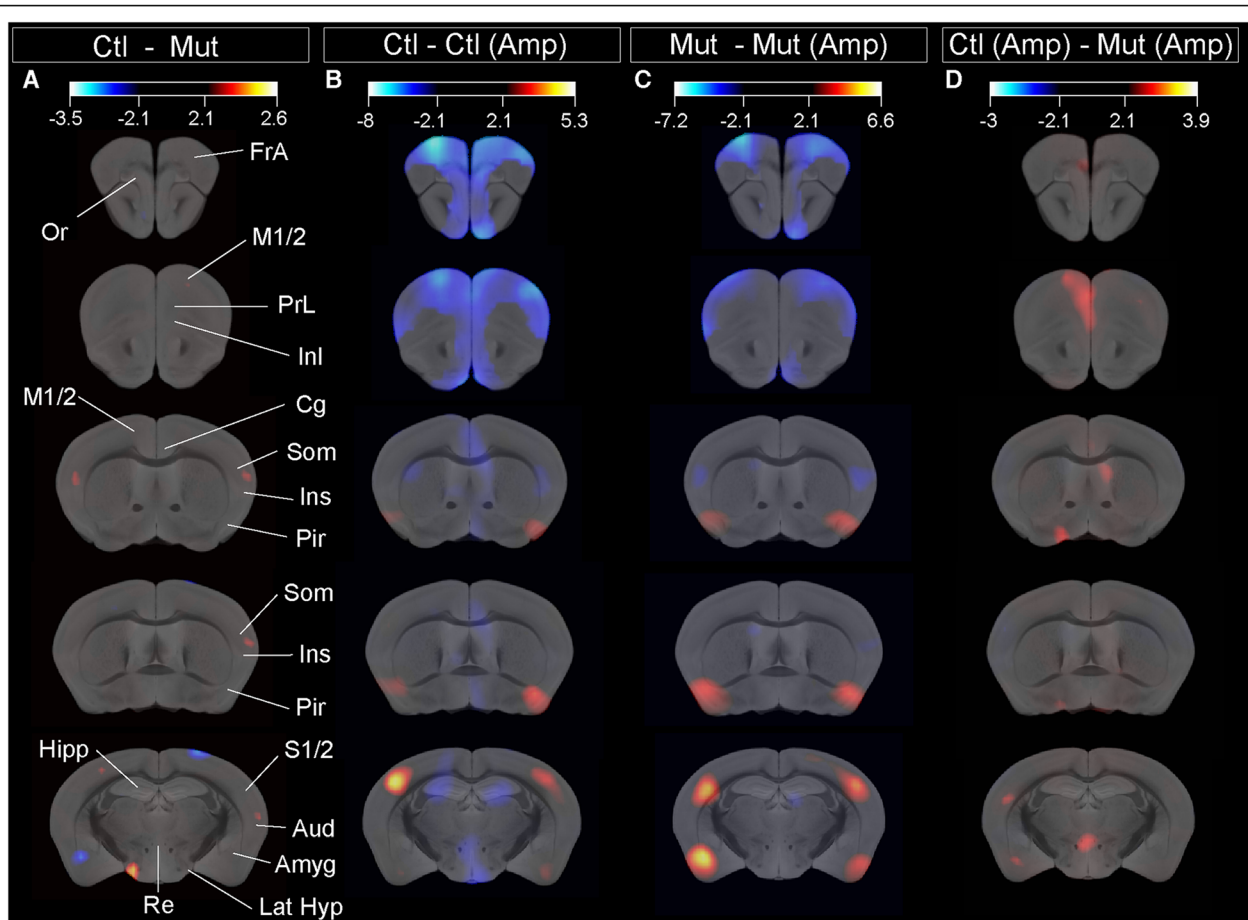 Ctl - Mut
Ctl - Ctl (Amp)
Mut - Mut (Amp)
Ctl (Amp) - Mut (Amp)
A
-3.5 -2.1 2.1 2.6
B
-8 -2.1 2.1 5.3
C
-7.2 -2.1 2.1 6.6
D
-3 -2.1 2.1 3.9
FrA
Or
M1/2
PrL
InI
M1/2
Cg
Som
Ins
Pir
Som
Ins
Pir
Hipp
S1/2
Aud
Amyg
Re
Lat Hyp